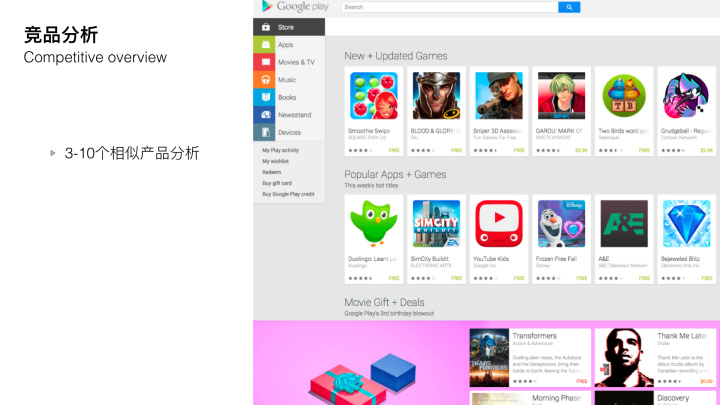 竞品分析
Competitive overview
3-10个相似产品分析
Google play
Search
Store
Apps
Movies & TV
Music
Books
Newsstand
Devices
My Play activity
My wishlist
Redeem
Buy gift card
Buy Google Play credit
New + Updated Games
Smoothie Swipe
SQUARE ENIX Ltd
FREE
BLOOD & GLORY: R
Glu
FREE
Sniper 3D Assassin
Fun Games For Free
FREE
GAROU: MARK OF
SNK PLAYMORE
$3.99
Two Birds word ga
FREE
Grudgeball - Regula
Cartoon Network
$3.99
Popular Apps + Games
This week's hot titles
Duolingo: Learn La
Duolingo
FREE
SIMCITY
BUILDIT
EA
SimCity BuildIt
ELECTRONIC ARTS
FREE
YouTube Kids
Google Inc.
FREE
Disney
Frozen Free Fall
Disney
FREE
A&E
A&E
A&E Television Network
FREE
Bejeweled Blitz
Electronic Arts Inc
FREE
Movie Gift + Deals
Google Play's 3rd birthday blowout
Transformers
Action & Adventure
Dueling alien races, the Autobots
and the Decepticons, bring their
battle to Earth, leaving the future
FREE
Thank Me Later
Drake
Thank Me Later is the
debut studio album by
Canadian recording
Morning Phase
Discovery